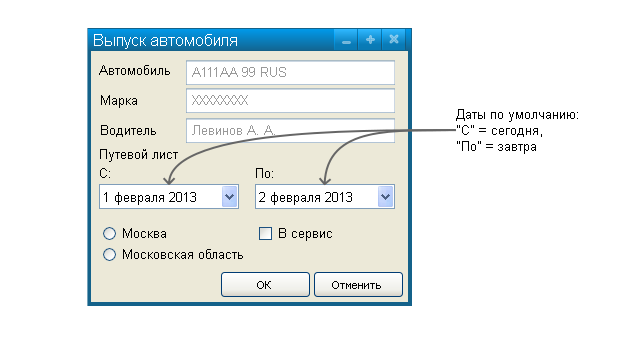 Выпуск автомобиля
Автомобиль
А111АА 99 RUS
Марка
XXXXXXXX
Водитель
Левинов А. А.
Путевой лист
С:
По:
1 февраля 2013
2 февраля 2013
Москва
В сервис
Московская область
ОК
Отменить
Даты по умолчанию:
"С" = сегодня,
"По" = завтра